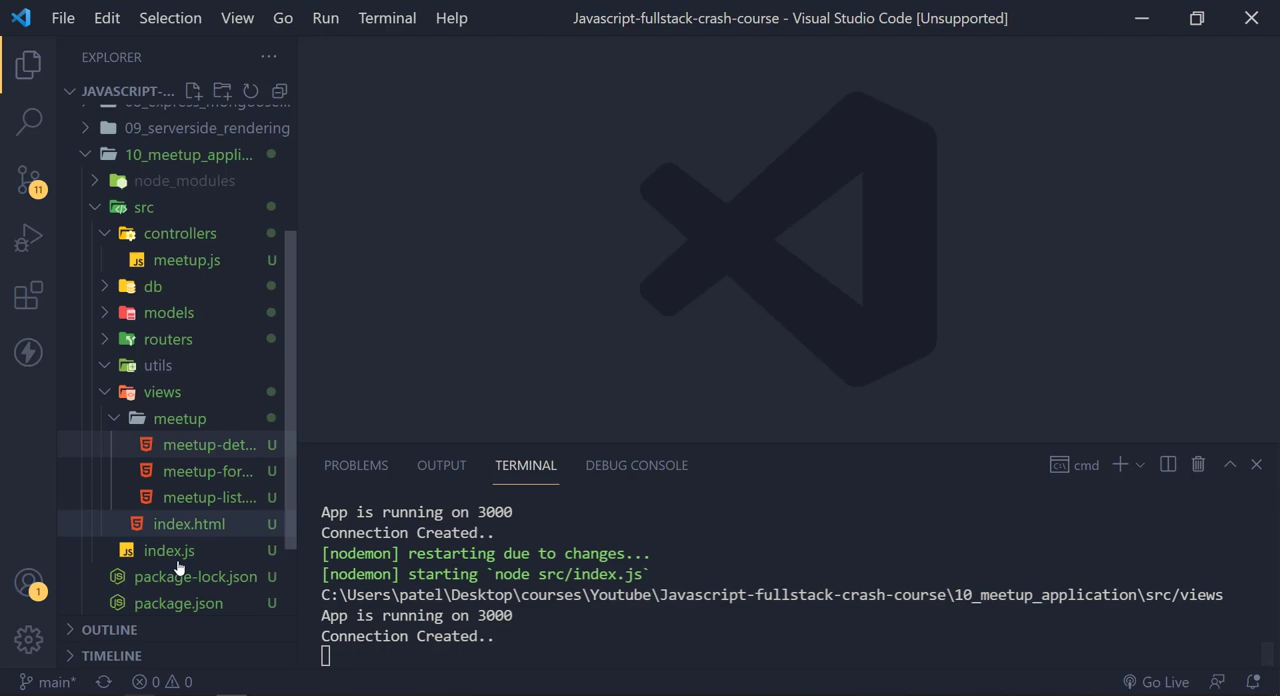 File Edit Selection View Go Run Terminal Help
Javascript-fullstack-crash-course - Visual Studio Code [Unsupported]
EXPLORER
JAVASCRIPT-...
09_serverside_rendering
10_meetup_appli...
node_modules
src
controllers
JS meetup.js U
db
models
routers
utils
views
meetup
meetup-det... U
meetup-for... U
meetup-list.... U
index.html U
JS index.js U
package-lock.json U
package.json U
OUTLINE
TIMELINE
11
1
PROBLEMS OUTPUT TERMINAL DEBUG CONSOLE
cmd
App is running on 3000
Connection Created..
[nodemon] restarting due to changes...
[nodemon] starting `node src/index.js`
C:\Users\patel\Desktop\courses\Youtube\Javascript-fullstack-crash-course\10_meetup_application\src/views
App is running on 3000
Connection Created..
main* 0 0
Go Live